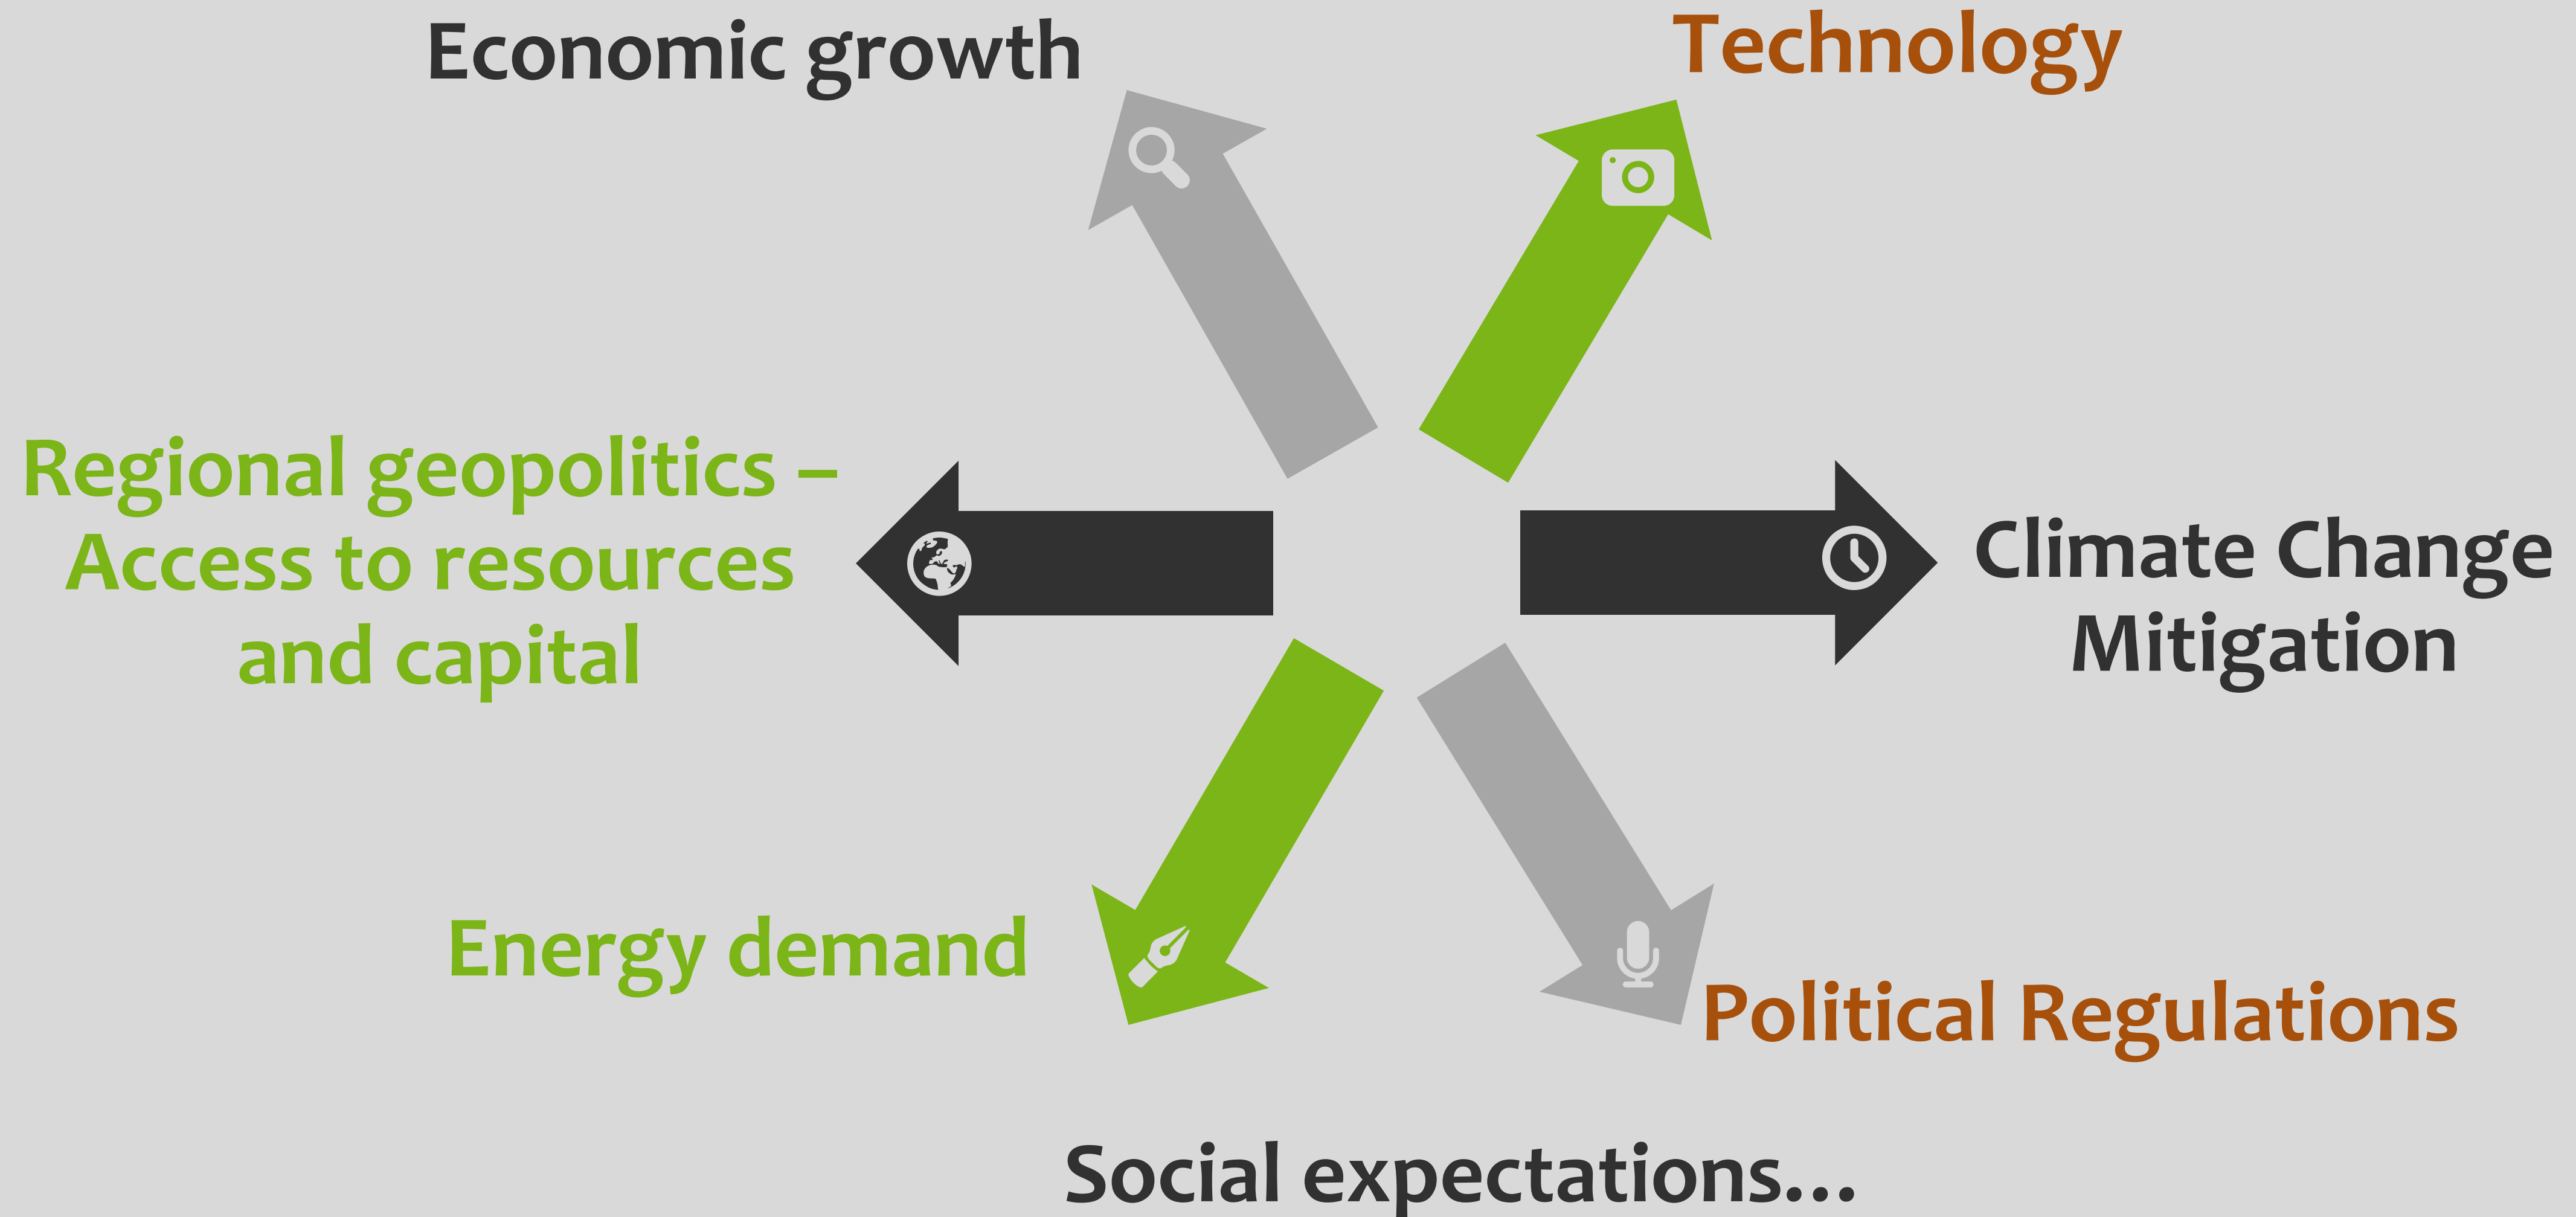 Economic growth
Technology
Regional geopolitics –
Access to resources
and capital
Climate Change
Mitigation
Energy demand
Political Regulations
Social expectations...